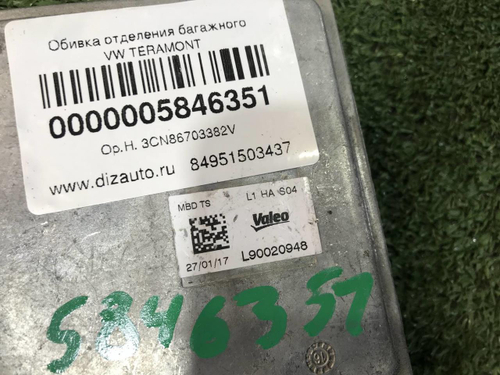 Обивка отделения багажного
VW TERAMONT
0000005846351
Ор.Н. 3CN86703382V
www.dizauto.ru 84951503437
MBD TS L1 HA S04
Valeo
27/01/17 L90020948
5846351